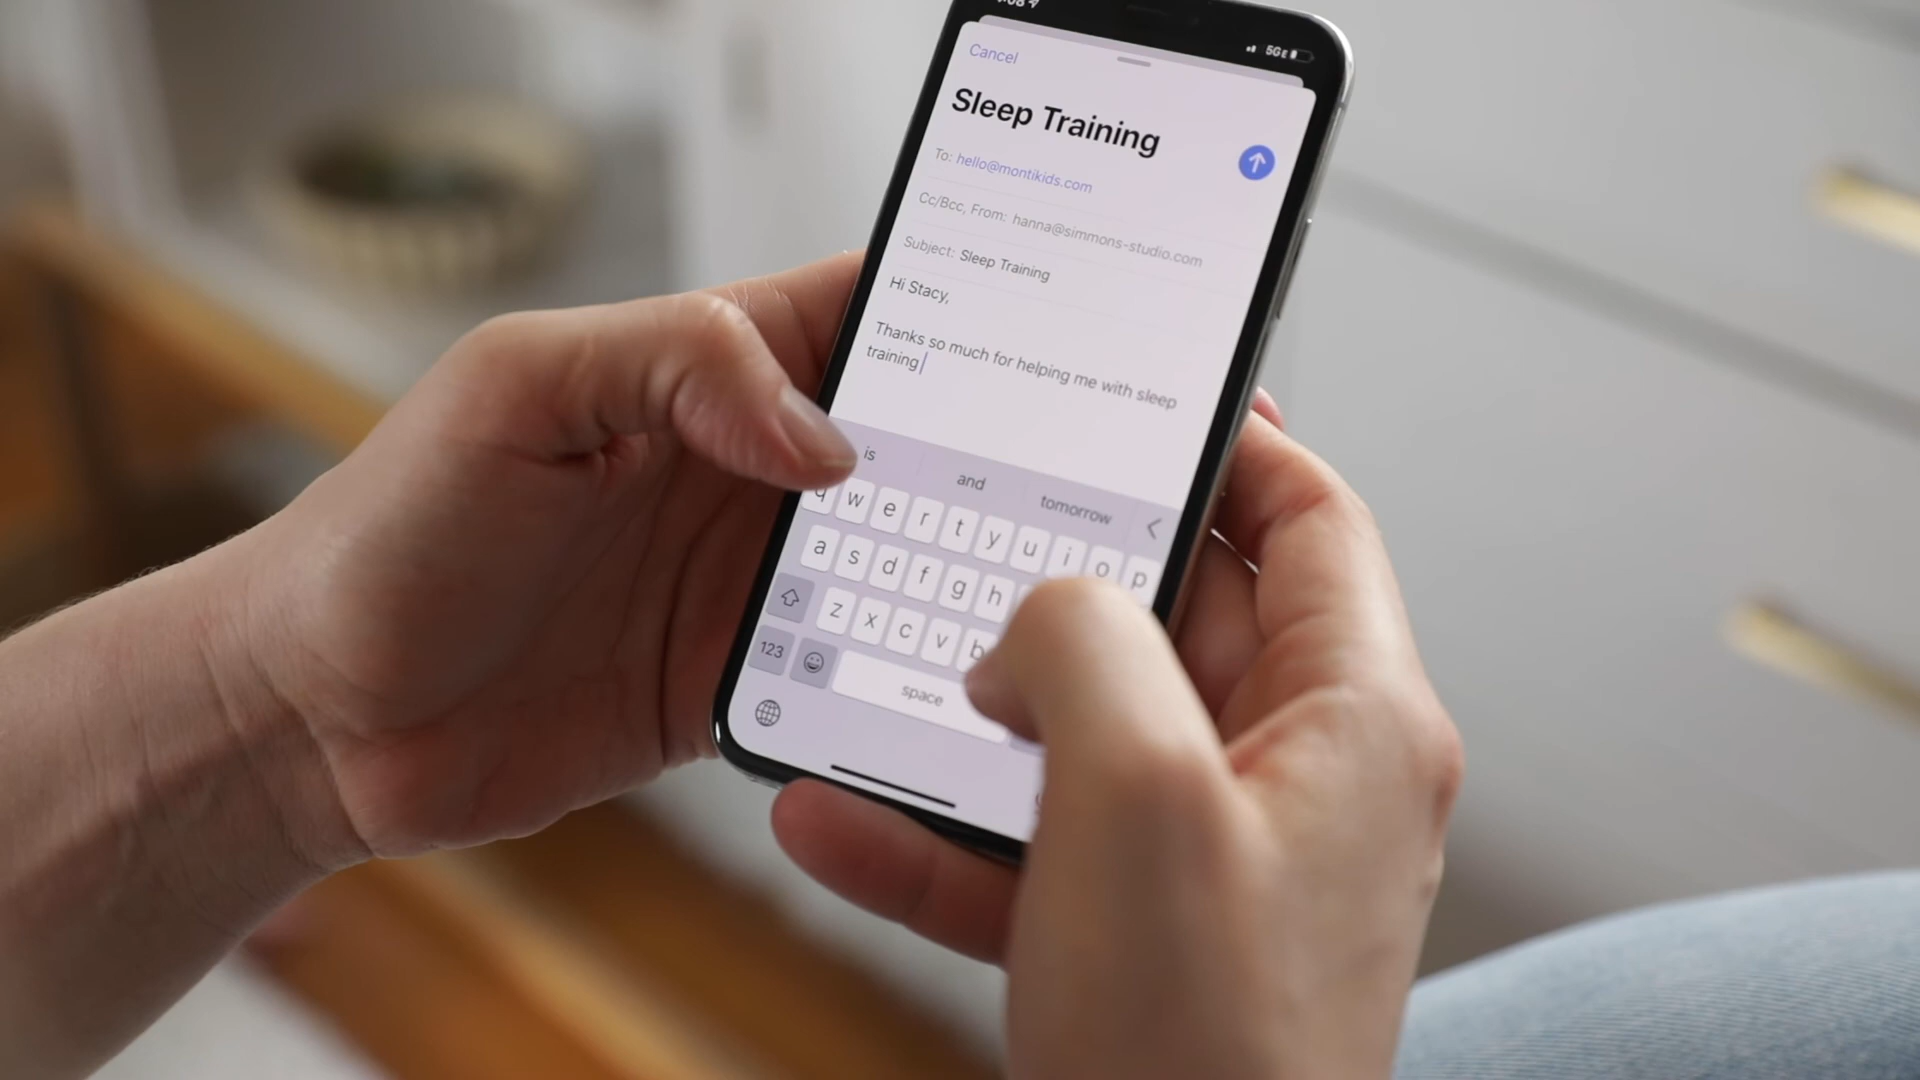 5GE
Cancel
Sleep Training
To: hello@montikids.com
Cc/Bcc, From: hanna@simmons-studio.com
Subject: Sleep Training
Hi Stacy,
Thanks so much for helping me with sleep
training
is and tomorrow
q w e r t y u i o p
a s d f g h
z x c v b
123 space